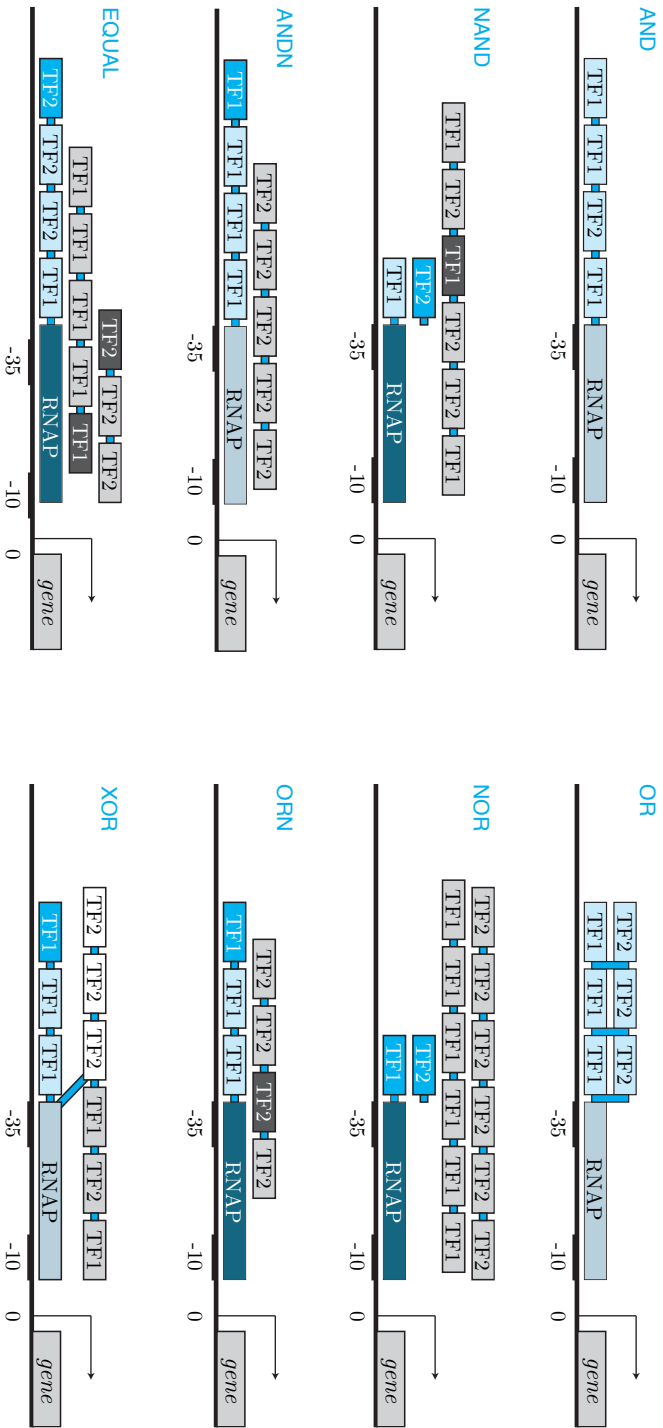 AND
TF1 TF1 TF2 TF1 RNAP gene
-35 -10 0
OR
TF2 TF2 TF2
TF1 TF1 TF1 RNAP gene
-35 -10 0
NAND
TF1 TF2 TF1 TF2 TF2 TF1
TF2
TF1 RNAP gene
-35 -10 0
NOR
TF2 TF2 TF2 TF2 TF2 TF2
TF1 TF1 TF1 TF1 TF1 TF1
TF2
TF1 RNAP gene
-35 -10 0
ANDN
TF2 TF2 TF2 TF2 TF2
TF1 TF1 TF1 TF1 RNAP gene
-35 -10 0
ORN
TF2 TF2 TF2 TF2
TF1 TF1 TF1 RNAP gene
-35 -10 0
EQUAL
TF2 TF2 TF2
TF1 TF1 TF1 TF1 TF1
TF2 TF2 TF2 TF1 RNAP gene
-35 -10 0
XOR
TF2 TF2 TF2 TF1 TF2 TF1
TF1 TF1 TF1 RNAP gene
-35 -10 0